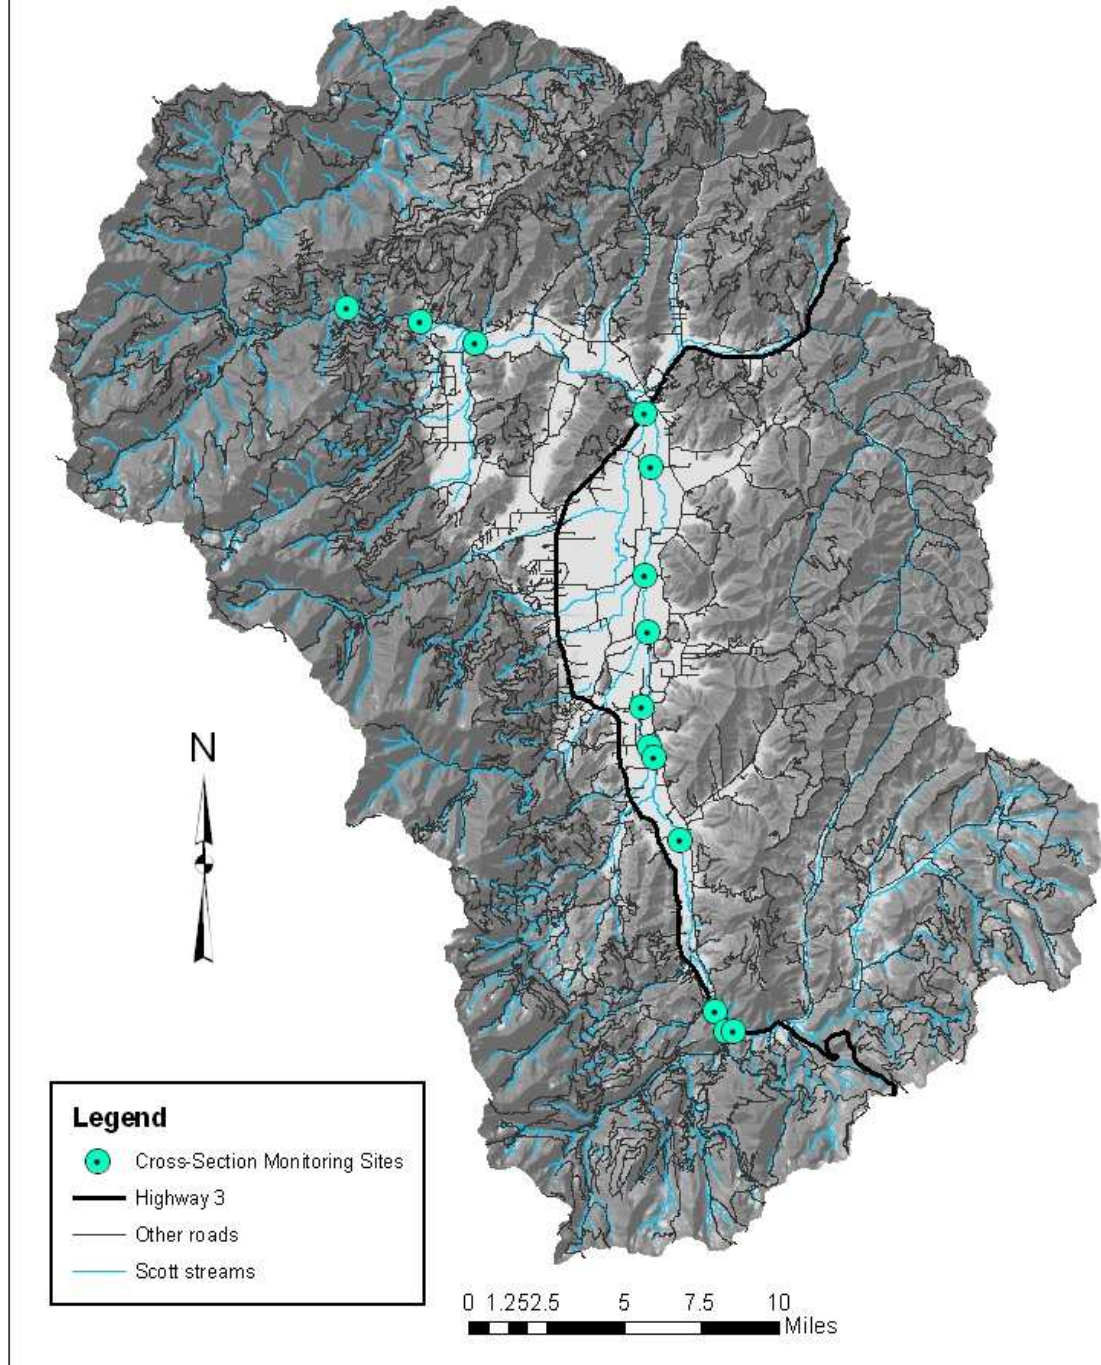 N
Legend
Cross-Section Monitoring Sites
Highway 3
Other roads
Scott streams
0 1.252.5 5 7.5 10
Miles